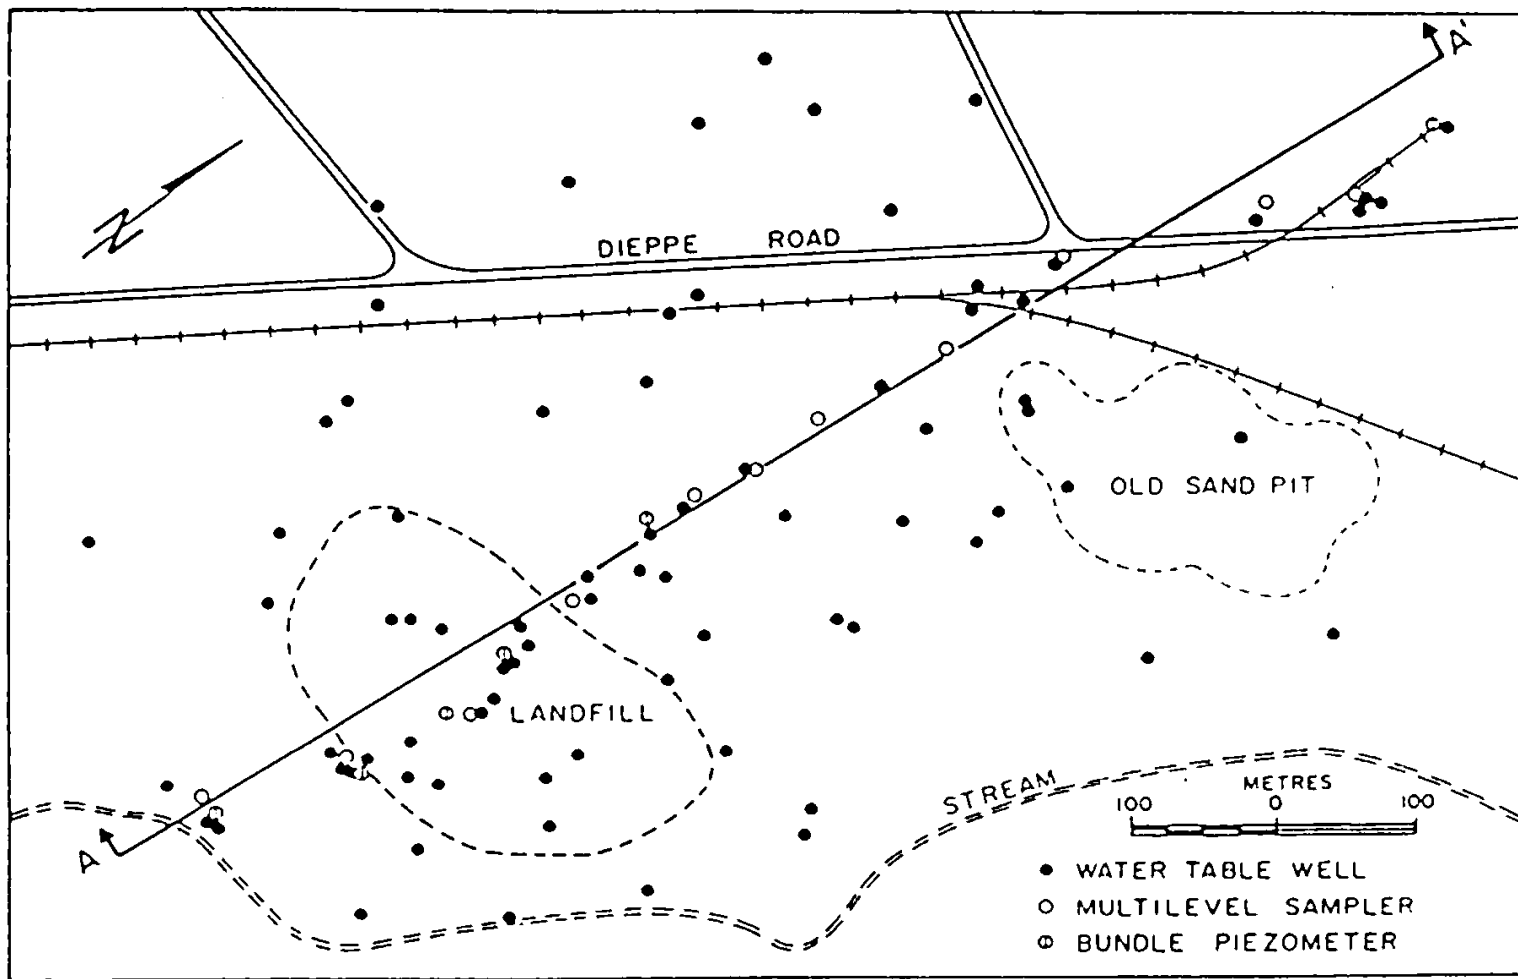 A'
N
DIEPPE ROAD
OLD SAND PIT
LANDFILL
STREAM
METRES
100 0 100
A
WATER TABLE WELL
MULTILEVEL SAMPLER
BUNDLE PIEZOMETER